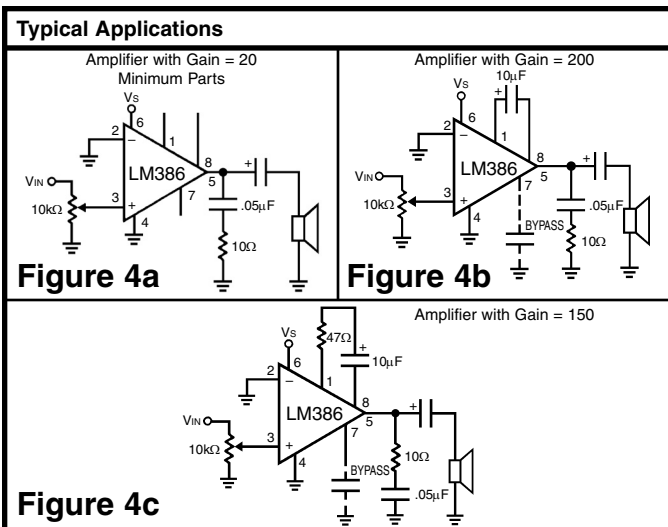 Typical Applications
Amplifier with Gain = 20
Minimum Parts
VS
6
2
–
1
LM386
8
5
VIN
3
+
7
10kΩ
4
+
.05µF
10Ω
Figure 4a
Amplifier with Gain = 200
10µF
+
VS
6
2
–
1
LM386
8
5
VIN
3
+
7
10kΩ
4
+
.05µF
BYPASS
10Ω
Figure 4b
Amplifier with Gain = 150
VS
47Ω
+
10µF
6
2
–
1
LM386
8
5
VIN
3
+
7
10kΩ
4
+
10Ω
BYPASS
.05µF
Figure 4c